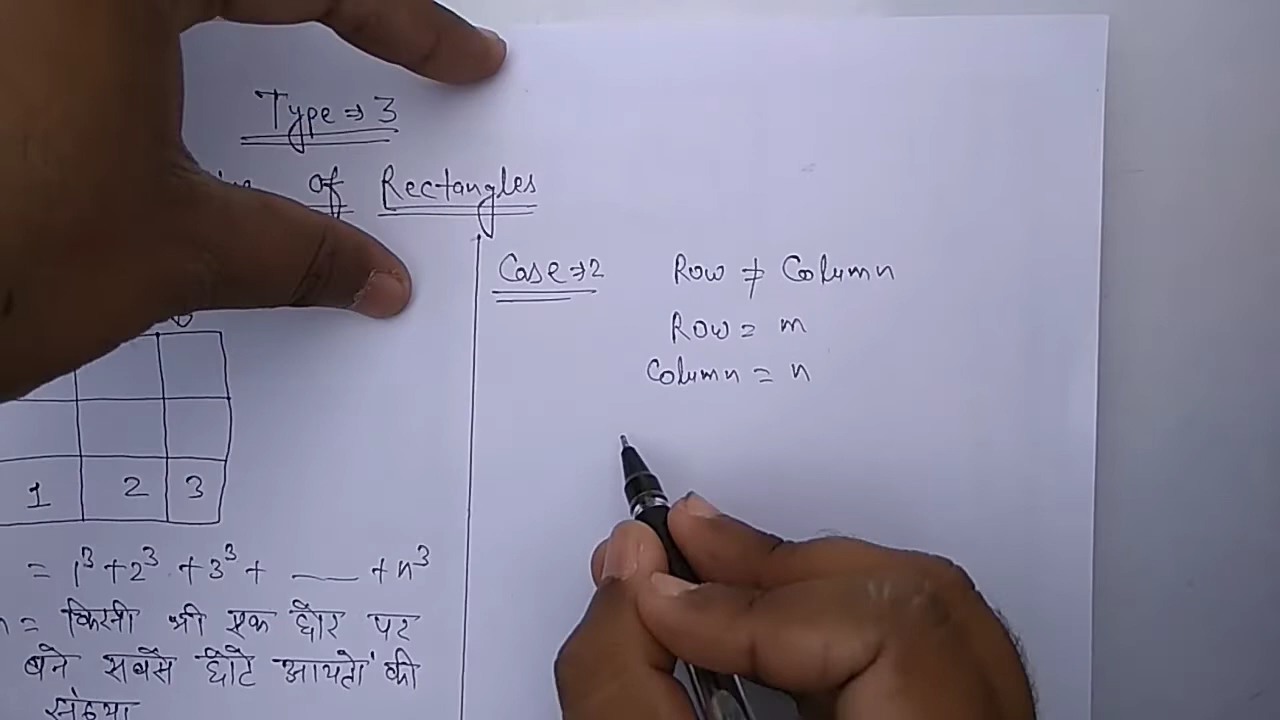 Type ⇒ 3
of Rectangles
1 2 3
= 1³ + 2³ + 3³ + ___ + n³
n = किसी भी एक छोर पर
बने सबसे छोटे आयतों की
संख्या
Case ⇒ 2 Row ≠ Column
Row = m
Column = n